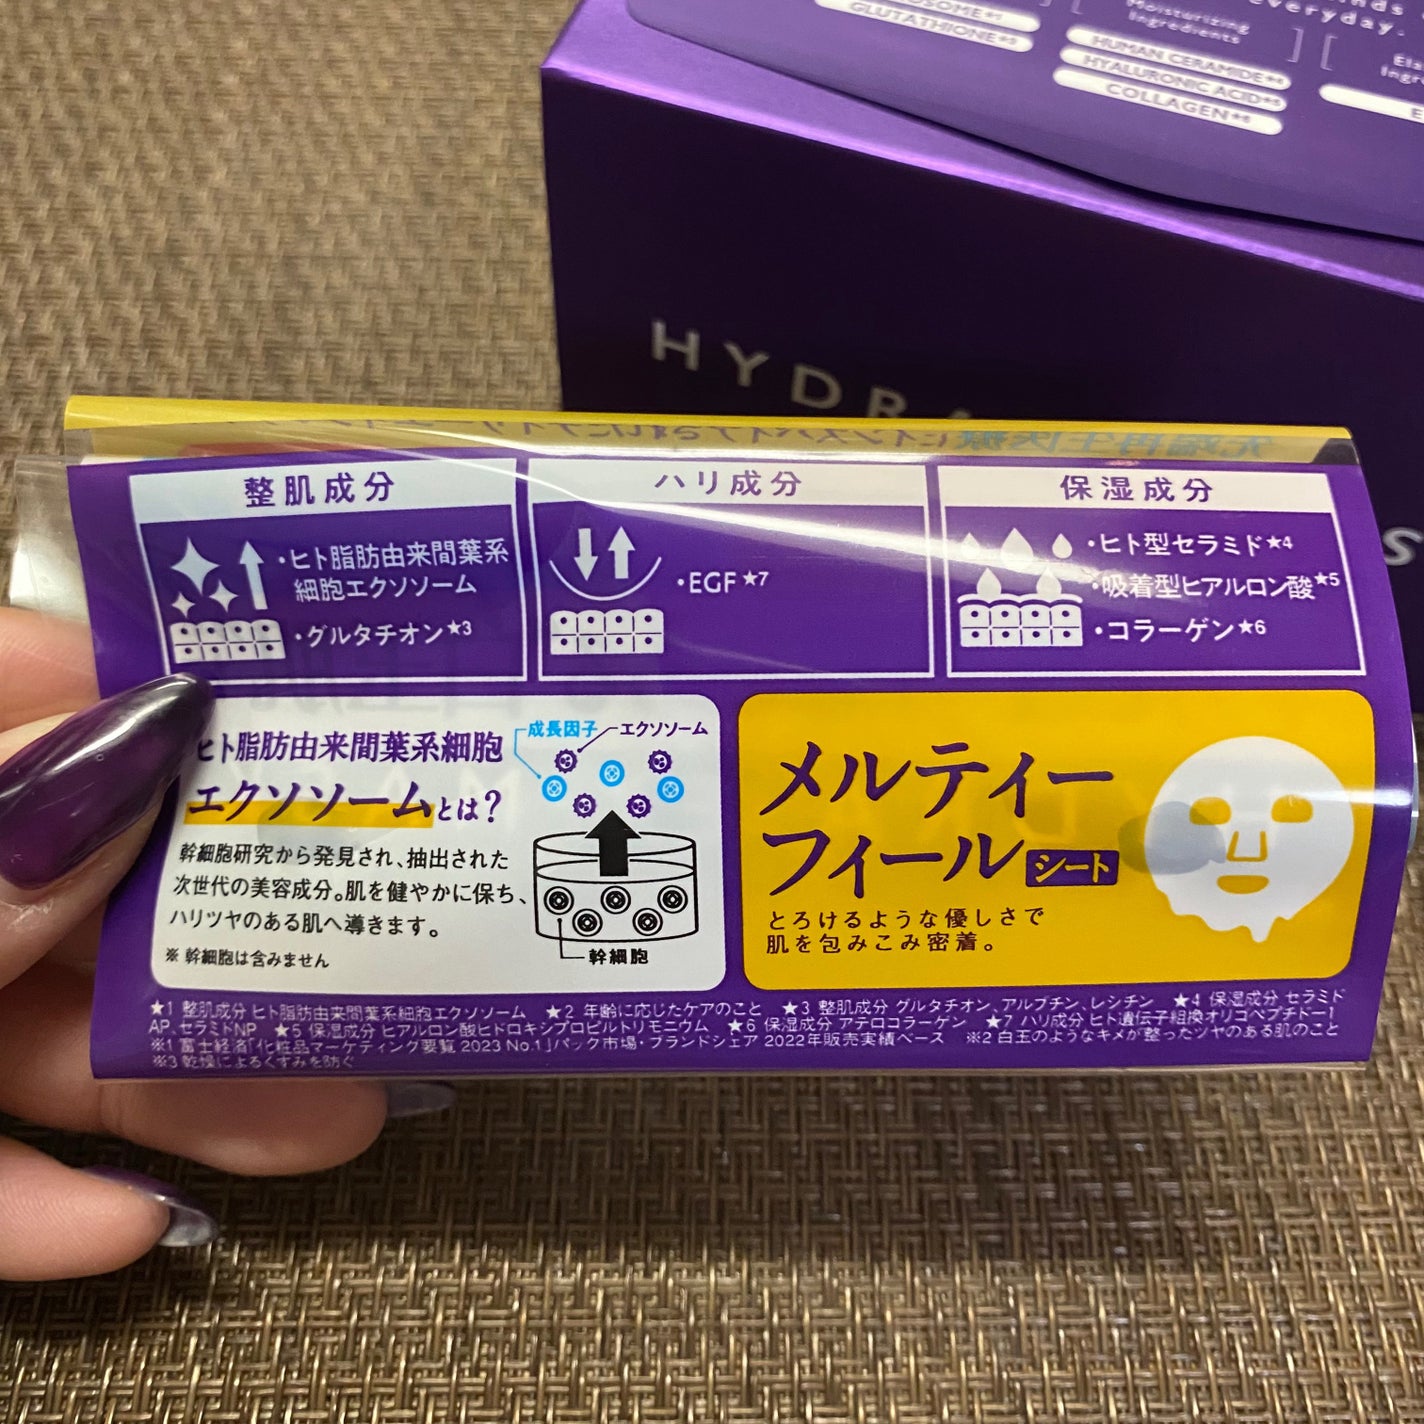 everyday.
Moisturizing
Ingredients
GLUTATHIONE★3
HUMAN CERAMIDE★4
HYALURONIC ACID★5
COLLAGEN★6
HYDRA
整肌成分
・ヒト脂肪由来間葉系
細胞エクソソーム
・グルタチオン★3
ハリ成分
・EGF★7
保湿成分
・ヒト型セラミド★4
・吸着型ヒアルロン酸★5
・コラーゲン★6
ヒト脂肪由来間葉系細胞
エクソソームとは?
幹細胞研究から発見され、抽出された
次世代の美容成分。肌を健やかに保ち、
ハリツヤのある肌へ導きます。
※ 幹細胞は含みません
成長因子
エクソソーム
幹細胞
メルティー
フィール シート
とろけるような優しさで
肌を包みこみ密着。
★1 整肌成分 ヒト脂肪由来間葉系細胞エクソソーム ★2 年齢に応じたケアのこと ★3 整肌成分 グルタチオン、アルブチン、レシチン ★4 保湿成分 セラミド
AP、セラミドNP ★5 保湿成分 ヒアルロン酸ヒドロキシプロピルトリモニウム ★6 保湿成分 アテロコラーゲン ★7 ハリ成分 ヒト遺伝子組換オリゴペプチド-1
※1 富士経済「化粧品マーケティング要覧 2023 No.1」パック市場・ブランドシェア 2022年販売実績ベース ※2 白玉のようなキメが整ったツヤのある肌のこと
※3 乾燥によるくすみを防ぐ